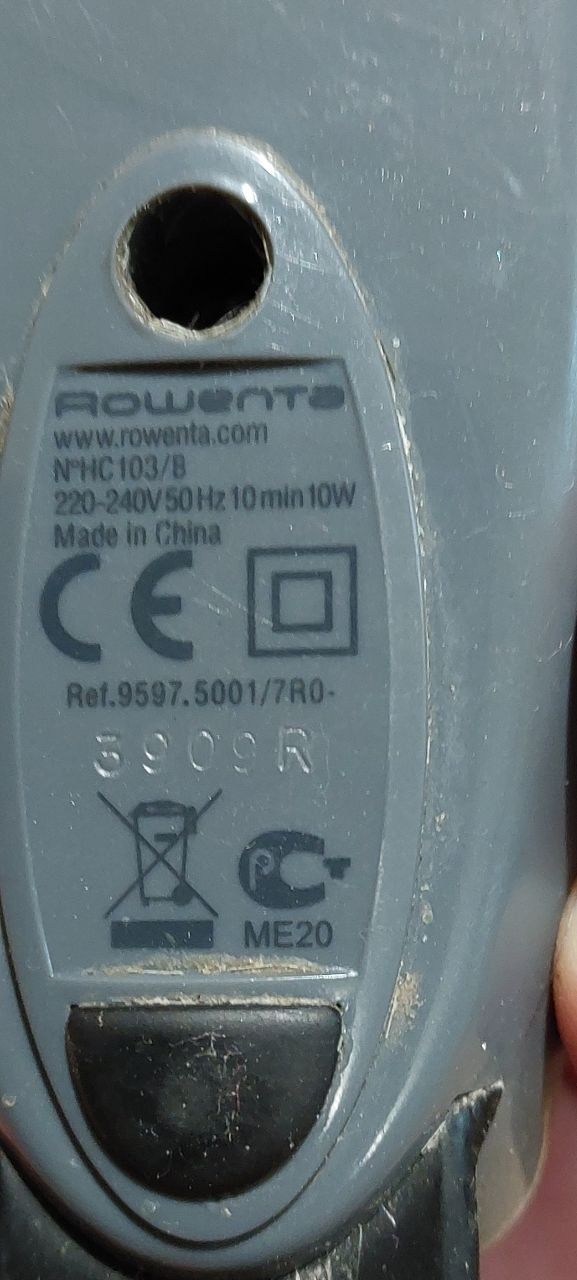 Rowenta
www.rowenta.com
N°HC103/B
220-240V 50Hz 10min 10W
Made in China
CE
Ref.9597.5001/7R0-
3909R
PCT
ME20